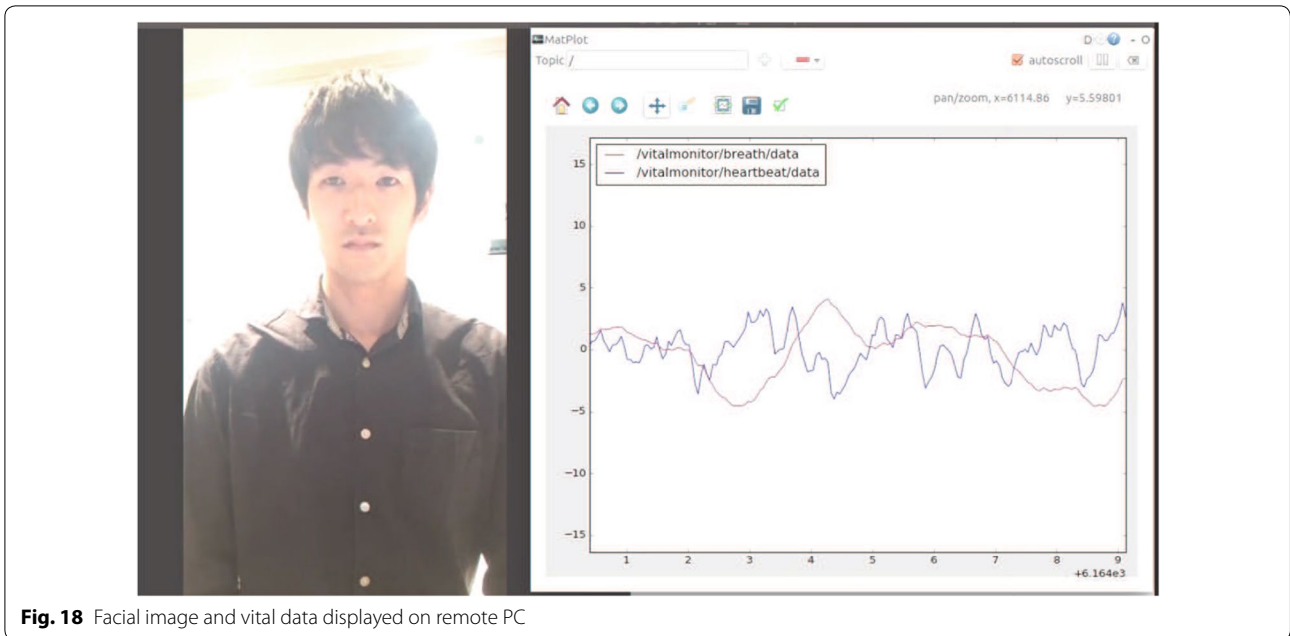 MatPlot
D
- O
Topic /
autoscroll
pan/zoom, x=6114.86 y=5.59801
/vitalmonitor/breath/data
/vitalmonitor/heartbeat/data
15
10
5
0
−5
−10
−15
1 2 3 4 5 6 7 8 9
+6.164e3
Fig. 18 Facial image and vital data displayed on remote PC